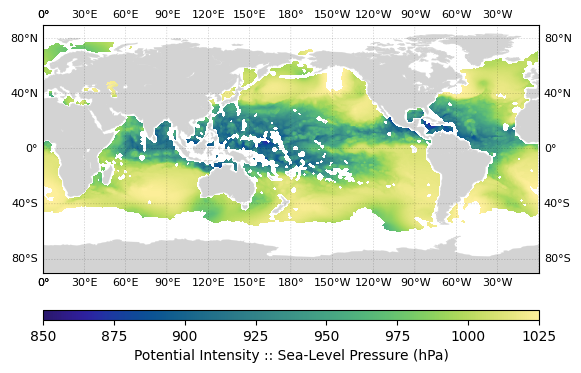 0° 30°E 60°E 90°E 120°E 150°E 180° 150°W 120°W 90°W 60°W 30°W
80°N 80°N
40°N 40°N
0° 0°
40°S 40°S
80°S 80°S
0° 30°E 60°E 90°E 120°E 150°E 180° 150°W 120°W 90°W 60°W 30°W
850 875 900 925 950 975 1000 1025
Potential Intensity :: Sea-Level Pressure (hPa)